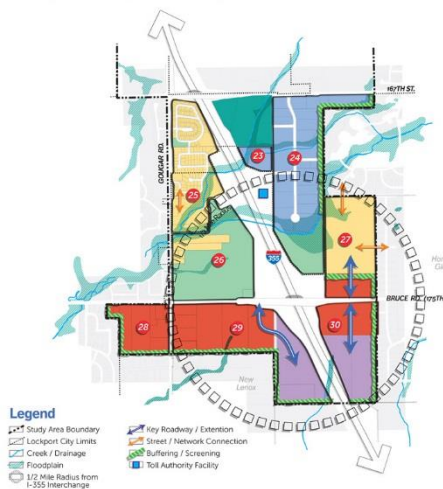 167TH ST.
GOUGAR RD.
23
24
25
27
26
355
BRUCE RD. (175TH
28
29
30
New
Lenox
Legend
Study Area Boundary
Lockport City Limits
Creek / Drainage
Floodplain
1/2 Mile Radius from
I-355 Interchange
Key Roadway / Extention
Street / Network Connection
Buffering / Screening
Toll Authority Facility